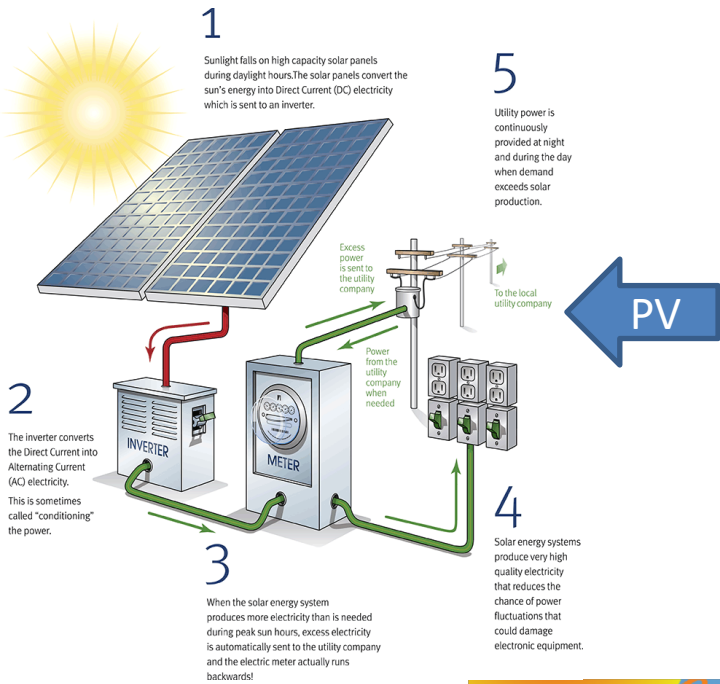 1
Sunlight falls on high capacity solar panels
during daylight hours.The solar panels convert the
sun's energy into Direct Current (DC) electricity
which is sent to an inverter.
5
Utility power is
continuously
provided at night
and during the day
when demand
exceeds solar
production.
Excess
power
is sent to
the utility
company
To the local
utility company
PV
Power
from the
utility
company
when
needed
2
The inverter converts
the Direct Current into
Alternating Current
(AC) electricity.
This is sometimes
called "conditioning"
the power.
INVERTER
METER
3
When the solar energy system
produces more electricity than is needed
during peak sun hours, excess electricity
is automatically sent to the utility company
and the electric meter actually runs
backwards!
4
Solar energy systems
produce very high
quality electricity
that reduces the
chance of power
fluctuations that
could damage
electronic equipment.